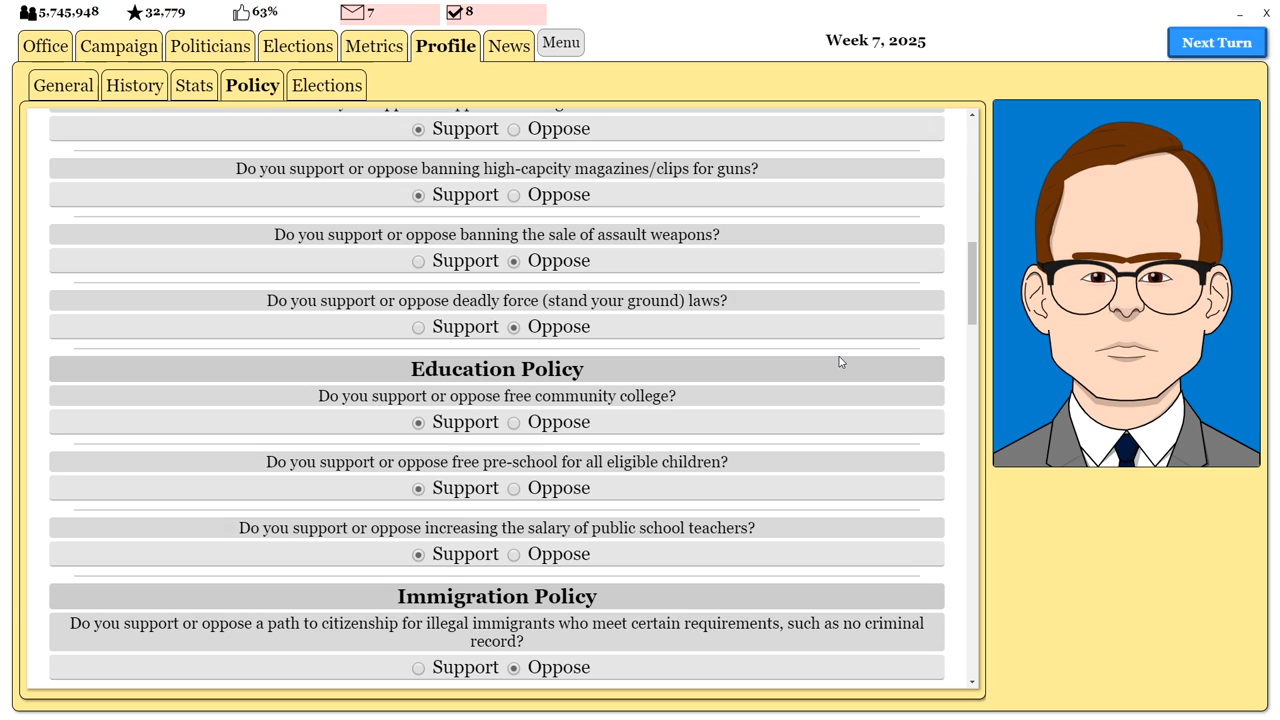 5,745,948 32,779 63% 7 8
_ X
Office Campaign Politicians Elections Metrics Profile News Menu Week 7, 2025 Next Turn
General History Stats Policy Elections
Support Oppose
Do you support or oppose banning high-capcity magazines/clips for guns?
Support Oppose
Do you support or oppose banning the sale of assault weapons?
Support Oppose
Do you support or oppose deadly force (stand your ground) laws?
Support Oppose
Education Policy
Do you support or oppose free community college?
Support Oppose
Do you support or oppose free pre-school for all eligible children?
Support Oppose
Do you support or oppose increasing the salary of public school teachers?
Support Oppose
Immigration Policy
Do you support or oppose a path to citizenship for illegal immigrants who meet certain requirements, such as no criminal
record?
Support Oppose